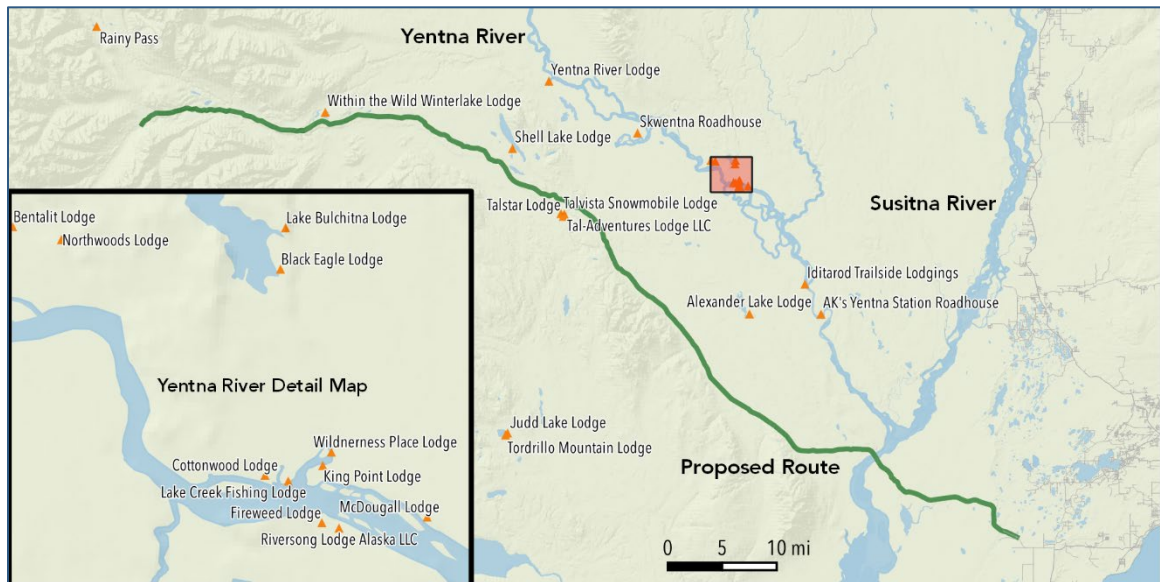 Rainy Pass
Yentna River
Yentna River Lodge
Within the Wild Winterlake Lodge
Skwentna Roadhouse
Shell Lake Lodge
Talstar Lodge
Talvista Snowmobile Lodge
Tal-Adventures Lodge LLC
Susitna River
Iditarod Trailside Lodgings
Alexander Lake Lodge
AK's Yentna Station Roadhouse
Judd Lake Lodge
Tordrillo Mountain Lodge
Proposed Route
0 5 10 mi
Bentalit Lodge
Northwoods Lodge
Lake Bulchitna Lodge
Black Eagle Lodge
Yentna River Detail Map
Wildnerness Place Lodge
Cottonwood Lodge
King Point Lodge
Lake Creek Fishing Lodge
McDougall Lodge
Fireweed Lodge
Riversong Lodge Alaska LLC